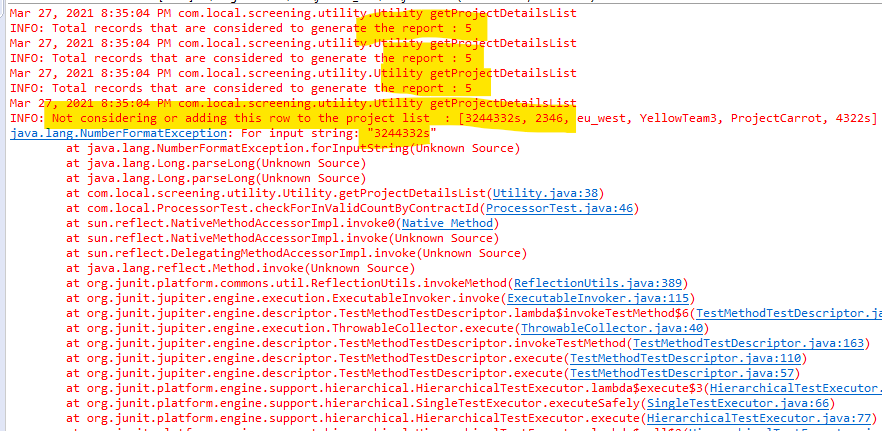 Mar 27, 2021 8:35:04 PM com.local.screening.utility.Utility getProjectDetailsList
INFO: Total records that are considered to generate the report : 5
Mar 27, 2021 8:35:04 PM com.local.screening.utility.Utility getProjectDetailsList
INFO: Total records that are considered to generate the report : 5
Mar 27, 2021 8:35:04 PM com.local.screening.utility.Utility getProjectDetailsList
INFO: Total records that are considered to generate the report : 5
Mar 27, 2021 8:35:04 PM com.local.screening.utility.Utility getProjectDetailsList
INFO: Not considering or adding this row to the project list  : [3244332s, 2346, eu_west, YellowTeam3, ProjectCarrot, 4322s]
java.lang.NumberFormatException: For input string: "3244332s"
at java.lang.NumberFormatException.forInputString(Unknown Source)
at java.lang.Long.parseLong(Unknown Source)
at java.lang.Long.parseLong(Unknown Source)
at com.local.screening.utility.Utility.getProjectDetailsList(Utility.java:38)
at com.local.ProcessorTest.checkForInValidCountByContractId(ProcessorTest.java:46)
at sun.reflect.NativeMethodAccessorImpl.invoke0(Native Method)
at sun.reflect.NativeMethodAccessorImpl.invoke(Unknown Source)
at sun.reflect.DelegatingMethodAccessorImpl.invoke(Unknown Source)
at java.lang.reflect.Method.invoke(Unknown Source)
at org.junit.platform.commons.util.ReflectionUtils.invokeMethod(ReflectionUtils.java:389)
at org.junit.jupiter.engine.execution.ExecutableInvoker.invoke(ExecutableInvoker.java:115)
at org.junit.jupiter.engine.descriptor.TestMethodTestDescriptor.lambda$invokeTestMethod$6(TestMethodTestDescriptor.ja
at org.junit.jupiter.engine.execution.ThrowableCollector.execute(ThrowableCollector.java:40)
at org.junit.jupiter.engine.descriptor.TestMethodTestDescriptor.invokeTestMethod(TestMethodTestDescriptor.java:163)
at org.junit.jupiter.engine.descriptor.TestMethodTestDescriptor.execute(TestMethodTestDescriptor.java:110)
at org.junit.jupiter.engine.descriptor.TestMethodTestDescriptor.execute(TestMethodTestDescriptor.java:57)
at org.junit.platform.engine.support.hierarchical.HierarchicalTestExecutor.lambda$execute$3(HierarchicalTestExecutor.
at org.junit.platform.engine.support.hierarchical.SingleTestExecutor.executeSafely(SingleTestExecutor.java:66)
at org.junit.platform.engine.support.hierarchical.HierarchicalTestExecutor.execute(HierarchicalTestExecutor.java:77)